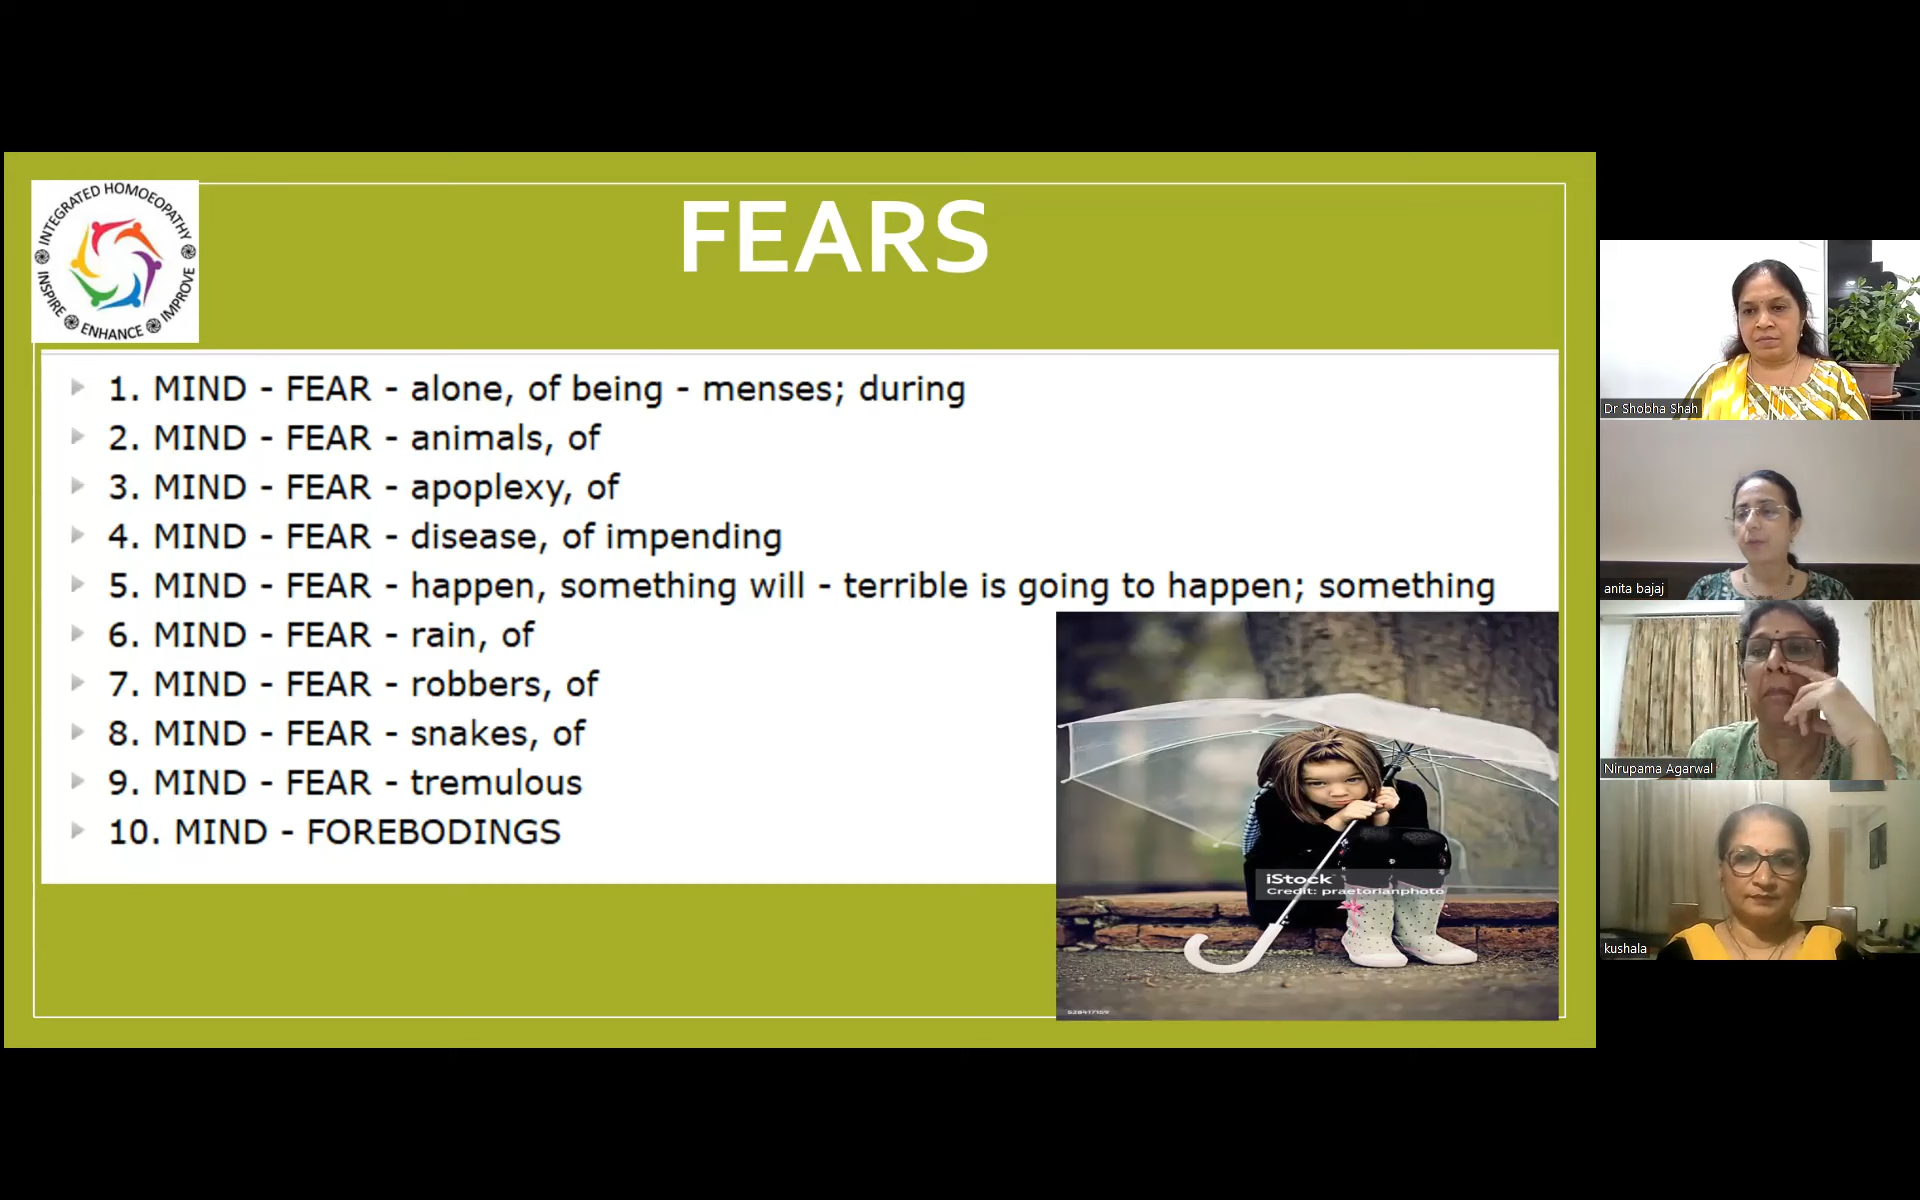 INTEGRATED HOMOEOPATHY
INSPIRE ENHANCE IMPROVE
FEARS
1. MIND - FEAR - alone, of being - menses; during
2. MIND - FEAR - animals, of
3. MIND - FEAR - apoplexy, of
4. MIND - FEAR - disease, of impending
5. MIND - FEAR - happen, something will - terrible is going to happen; something
6. MIND - FEAR - rain, of
7. MIND - FEAR - robbers, of
8. MIND - FEAR - snakes, of
9. MIND - FEAR - tremulous
10. MIND - FOREBODINGS
iStock
Credit: praetorianphoto
Dr Shobha Shah
anita bajaj
Nirupama Agarwal
kushala